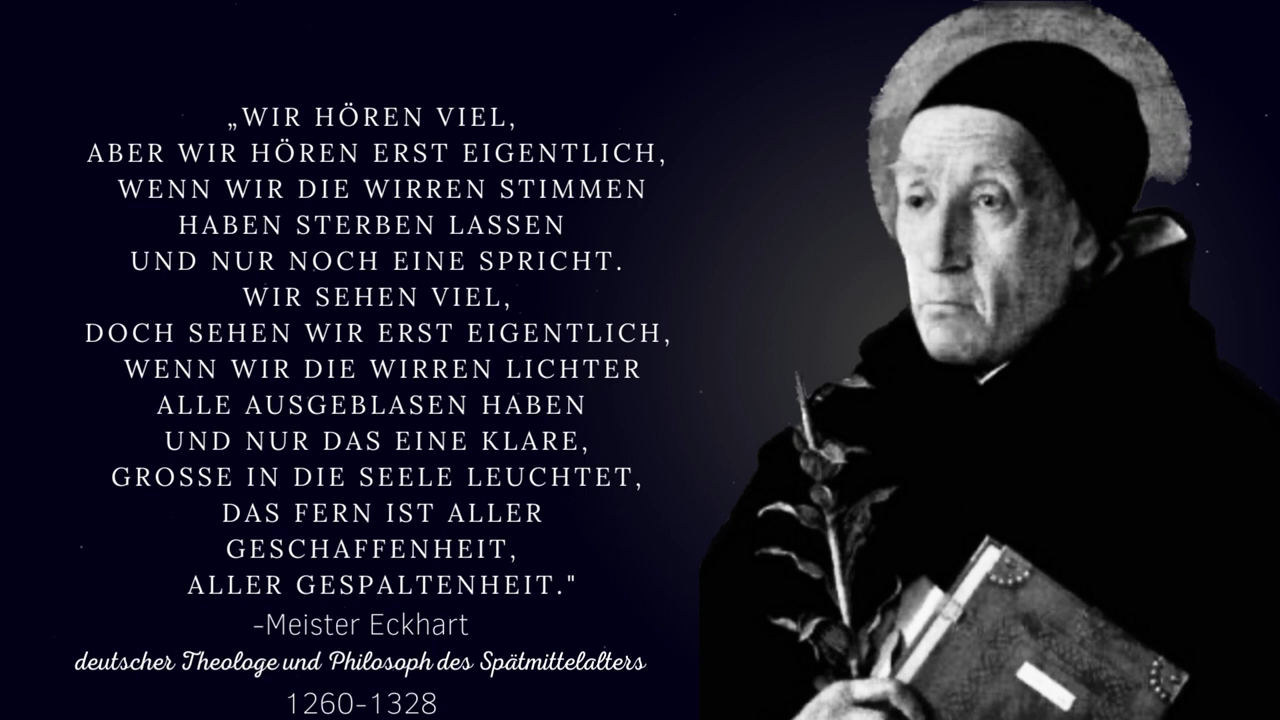 „WIR HÖREN VIEL,
ABER WIR HÖREN ERST EIGENTLICH,
WENN WIR DIE WIRREN STIMMEN
HABEN STERBEN LASSEN
UND NUR NOCH EINE SPRICHT.
WIR SEHEN VIEL,
DOCH SEHEN WIR ERST EIGENTLICH,
WENN WIR DIE WIRREN LICHTER
ALLE AUSGEBLASEN HABEN
UND NUR DAS EINE KLARE,
GROSSE IN DIE SEELE LEUCHTET,
DAS FERN IST ALLER
GESCHAFFENHEIT,
ALLER GESPALTENHEIT."
-Meister Eckhart
deutscher Theologe und Philosoph des Spätmittelalters
1260-1328